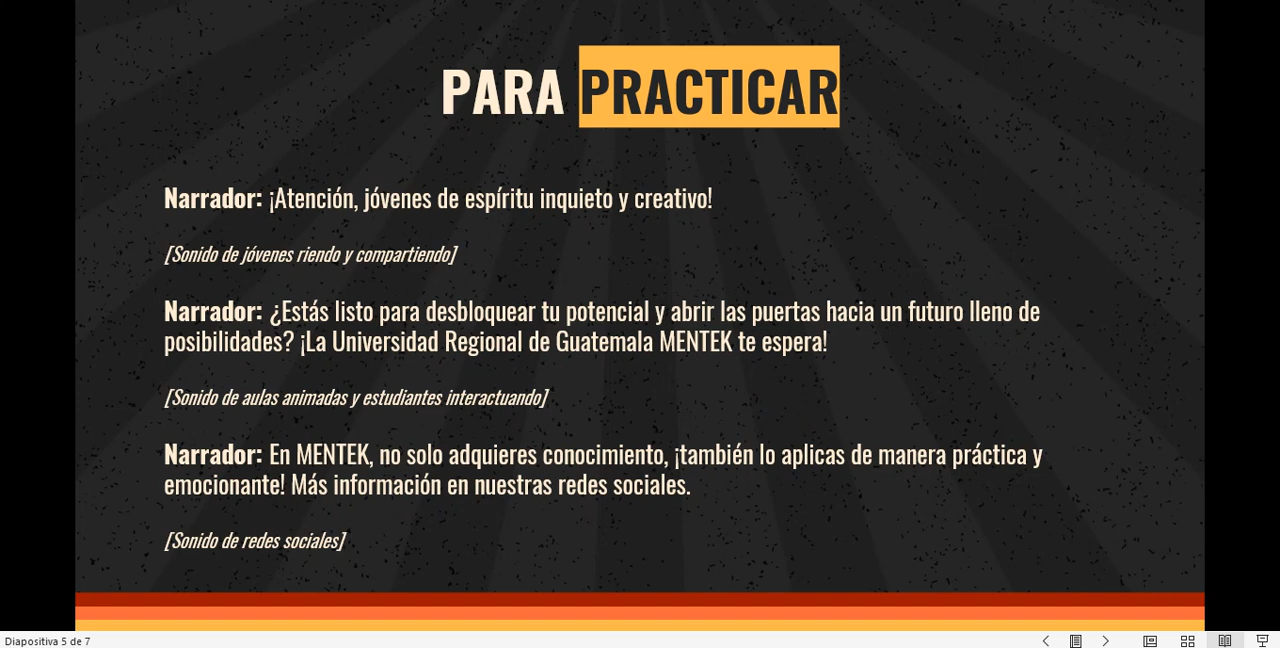 PARA PRACTICAR
Narrador: ¡Atención, jóvenes de espíritu inquieto y creativo!
[Sonido de jóvenes riendo y compartiendo]
Narrador: ¿Estás listo para desbloquear tu potencial y abrir las puertas hacia un futuro lleno de
posibilidades? ¡La Universidad Regional de Guatemala MENTEK te espera!
[Sonido de aulas animadas y estudiantes interactuando]
Narrador: En MENTEK, no solo adquieres conocimiento, ¡también lo aplicas de manera práctica y
emocionante! Más información en nuestras redes sociales.
[Sonido de redes sociales]
Diapositiva 5 de 7